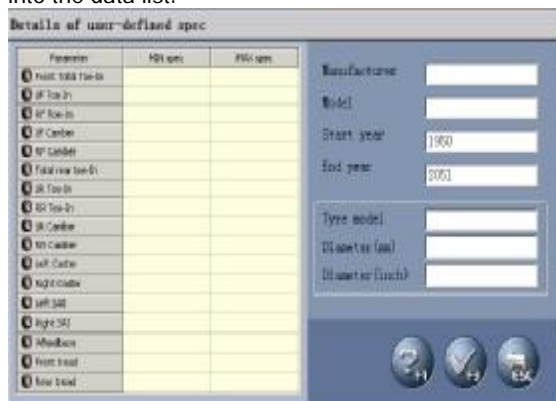 into the data list.
Details of user-defined spec
Parameter MIN spec MAX spec
Front total Toe-In
LF Toe-In
RF Toe-In
LF Camber
RF Camber
Total rear toe-In
LR Toe-In
RR Toe-In
LR Camber
RR Camber
Left Caster
Right Caster
Left SAI
Right SAI
Wheelbase
Front tread
Rear tread
Manufacturer
Model
Start year 1950
End year 2051
Tyre model
Diameter(mm)
Diameter(inch)
ESC